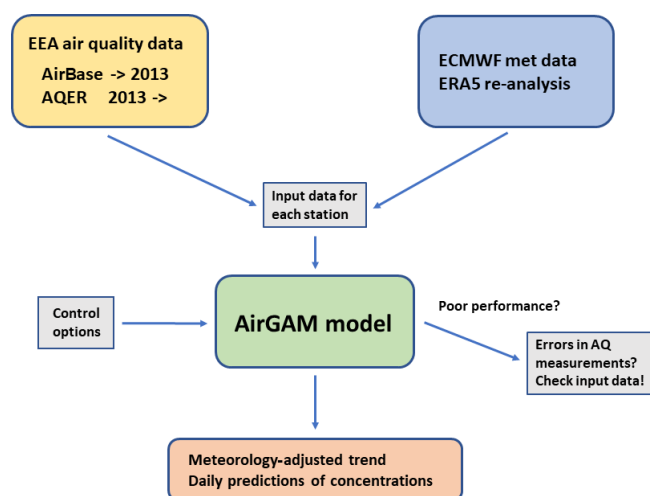 EEA air quality data
AirBase -> 2013
AQER 2013 ->
ECMWF met data
ERA5 re-analysis
Input data for
each station
Control
options
AirGAM model
Poor performance?
Errors in AQ
measurements?
Check input data!
Meteorology-adjusted trend
Daily predictions of concentrations